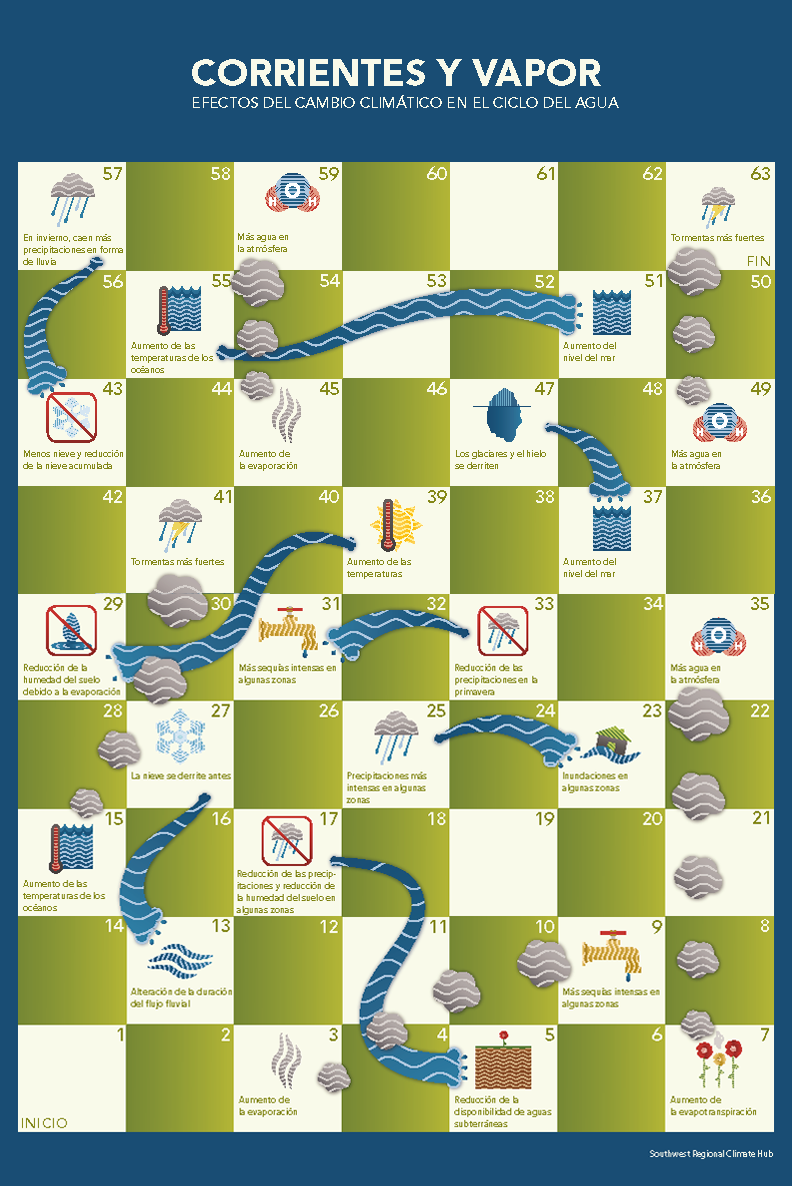 CORRIENTES Y VAPOR
EFECTOS DEL CAMBIO CLIMÁTICO EN EL CICLO DEL AGUA
57
58
59
60
61
62
63
En invierno, caen más
precipitaciones en forma
de lluvia
Más agua en
la atmósfera
H O H
Tormentas más fuertes
FIN
56
55
54
53
52
51
50
Aumento de las
temperaturas de los
océanos
Aumento del
nivel del mar
43
44
45
46
47
48
49
Menos nieve y reducción
de la nieve acumulada
Aumento de
la evaporación
Los glaciares y el hielo
se derriten
H O H
Más agua en
la atmósfera
42
41
40
39
38
37
36
Tormentas más fuertes
Aumento de las
temperaturas
Aumento del
nivel del mar
29
30
31
32
33
34
35
Reducción de la
humedad del suelo
debido a la evaporación
Más sequías intensas en
algunas zonas
Reducción de las
precipitaciones en la
primavera
H O H
Más agua en
la atmósfera
28
27
26
25
24
23
22
La nieve se derrite antes
Precipitaciones más
intensas en algunas
zonas
Inundaciones en
algunas zonas
15
16
17
18
19
20
21
Aumento de las
temperaturas de los
océanos
Reducción de las precip-
itaciones y reducción de
la humedad del suelo en
algunas zonas
14
13
12
11
10
9
8
Alteración de la duración
del flujo fluvial
Más sequías intensas en
algunas zonas
1
2
3
4
5
6
7
INICIO
Aumento de
la evaporación
Reducción de la
disponibilidad de aguas
subterráneas
Aumento de
la evapotranspiración
Southwest Regional Climate Hub